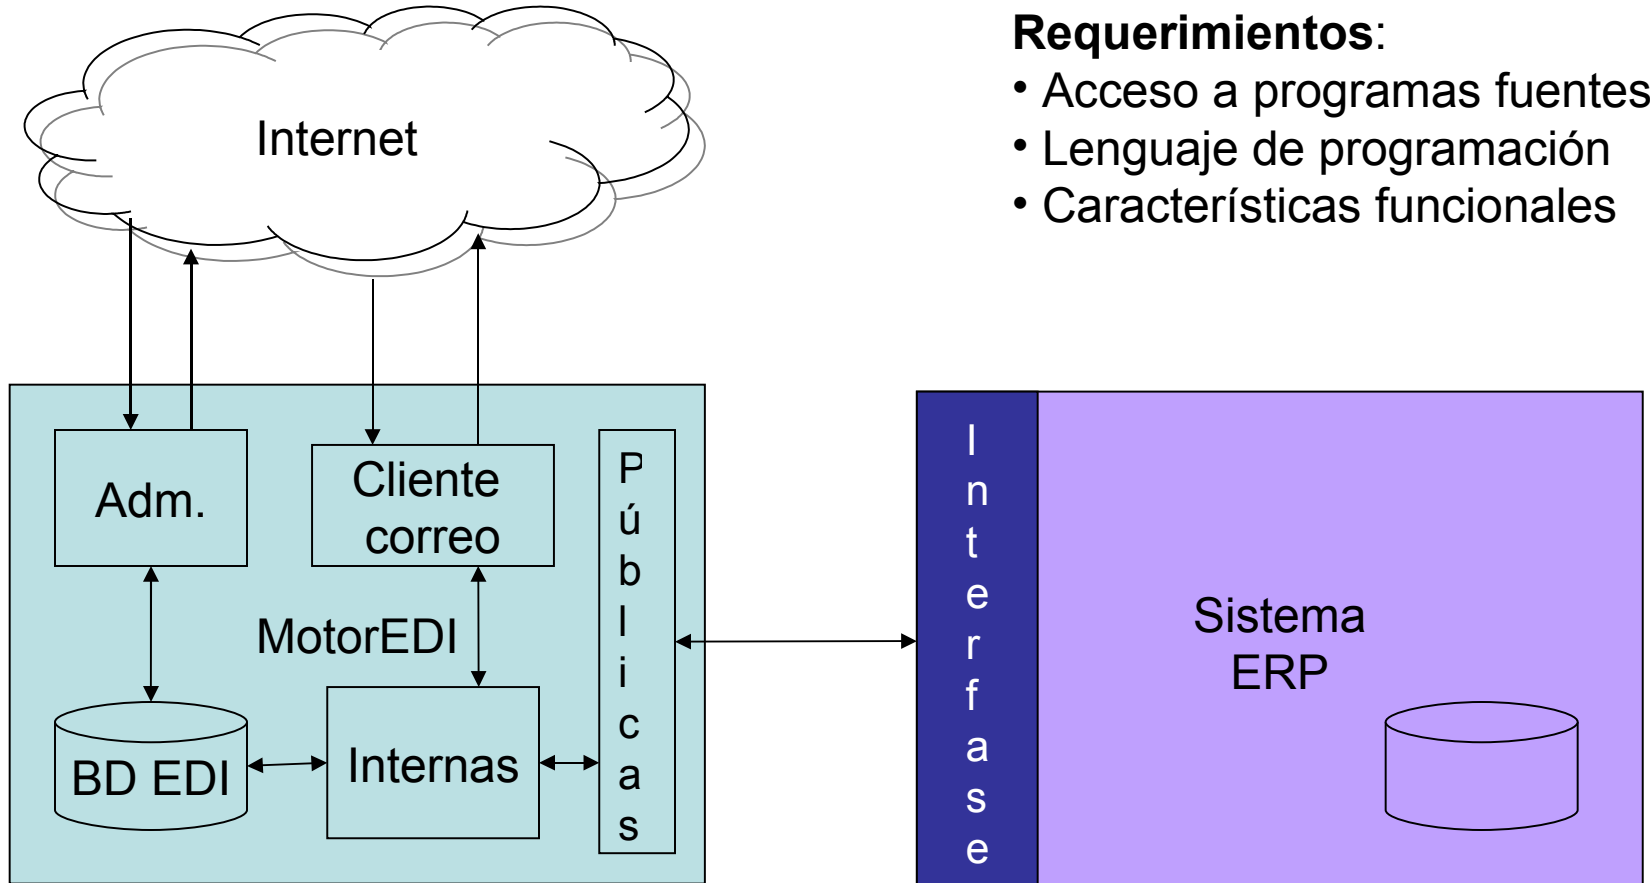 Requerimientos:
• Acceso a programas fuentes
• Lenguaje de programación
• Características funcionales
Internet
Adm.
Cliente
correo
Públicas
MotorEDI
BD EDI
Internas
Interfase
Sistema
ERP